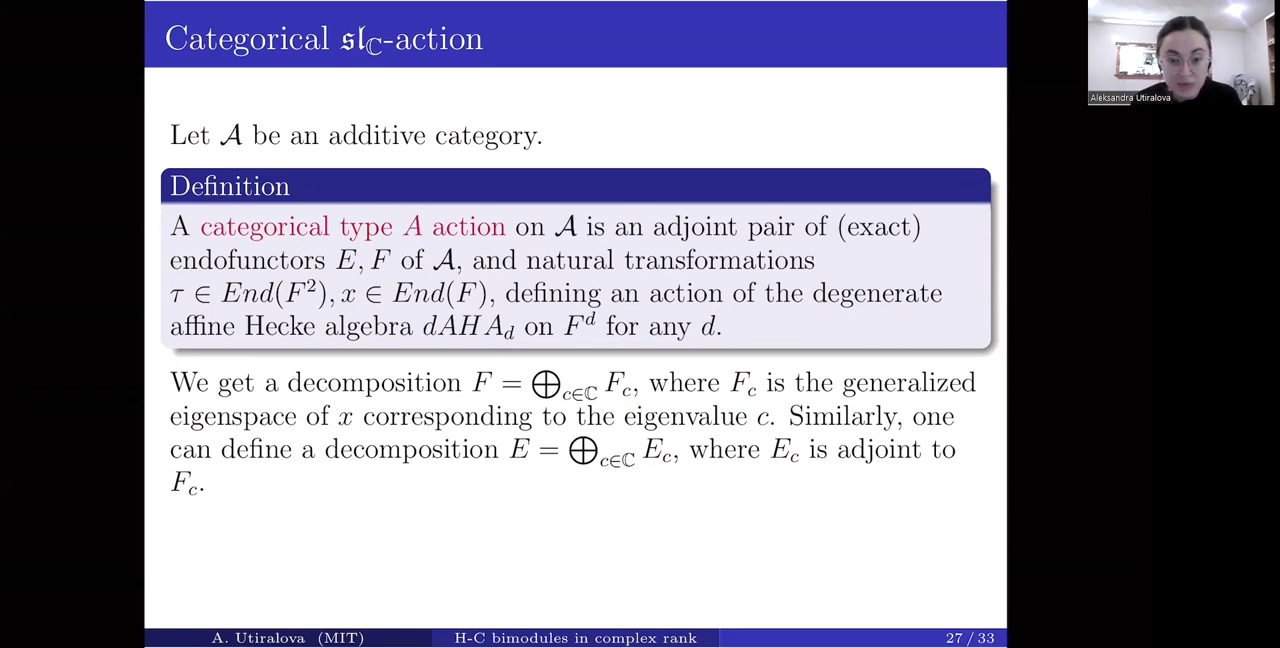 Categorical 𝔰𝔩_ℂ-action
Aleksandra Utiralova
Let 𝒜 be an additive category.
Definition
A categorical type A action on 𝒜 is an adjoint pair of (exact)
endofunctors E, F of 𝒜, and natural transformations
τ ∈ End(F²), x ∈ End(F), defining an action of the degenerate
affine Hecke algebra dAHA_d on F^d for any d.
We get a decomposition F = ⊕_{c∈ℂ} F_c, where F_c is the generalized
eigenspace of x corresponding to the eigenvalue c. Similarly, one
can define a decomposition E = ⊕_{c∈ℂ} E_c, where E_c is adjoint to
F_c.
A. Utiralova (MIT) H-C bimodules in complex rank 27 / 33